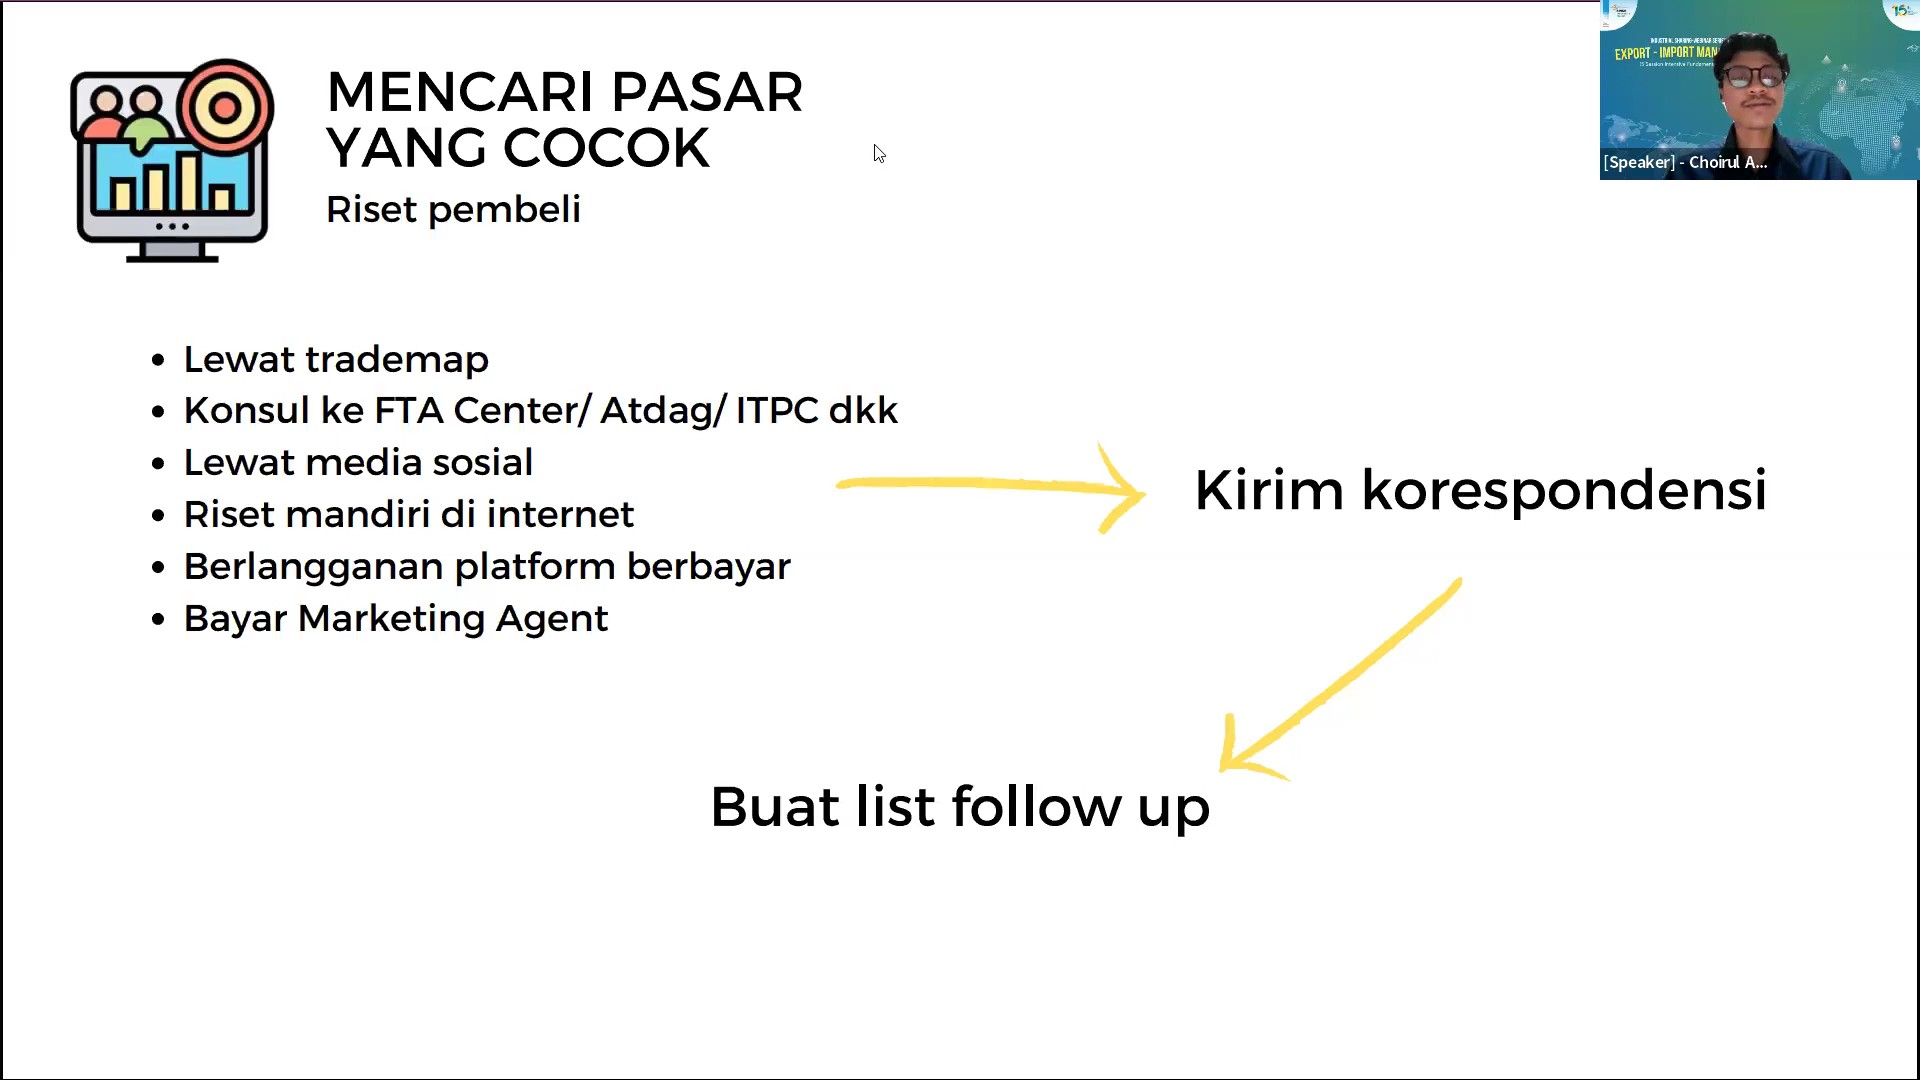 MENCARI PASAR
YANG COCOK
Riset pembeli
• Lewat trademap
• Konsul ke FTA Center/ Atdag/ ITPC dkk
• Lewat media sosial
• Riset mandiri di internet
• Berlangganan platform berbayar
• Bayar Marketing Agent
Kirim korespondensi
Buat list follow up
EXPORT - IMPORT MAN
[Speaker] - Choirul A...